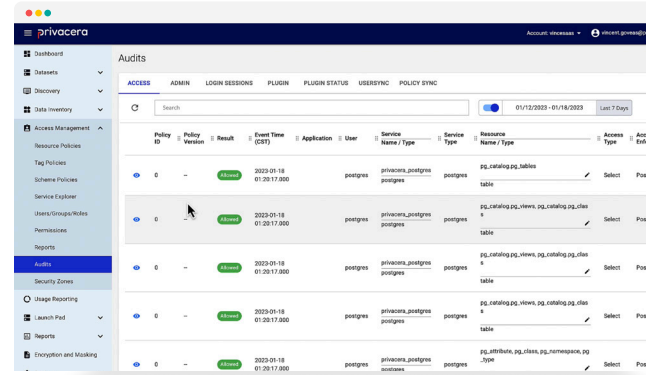 privacera
Account: vincesaas
Dashboard
Datasets
Discovery
Data Inventory
Access Management
Resource Policies
Tag Policies
Scheme Policies
Service Explorer
Users/Groups/Roles
Permissions
Reports
Audits
Security Zones
Usage Reporting
Launch Pad
Reports
Encryption and Masking
Audits
ACCESS ADMIN LOGIN SESSIONS PLUGIN PLUGIN STATUS USERSYNC POLICY SYNC
Search
01/12/2023 - 01/18/2023 Last 7 Days
Policy ID Policy Version Result Event Time (CST) Application User Service Name / Type Service Type Resource Name / Type Access Type
0 -- Allowed 2023-01-18 01:20:17.000 postgres privacera_postgres postgres postgres pg_catalog.pg_tables table Select
0 -- Allowed 2023-01-18 01:20:17.000 postgres privacera_postgres postgres postgres pg_catalog.pg_views, pg_catalog.pg_class table Select
0 -- Allowed 2023-01-18 01:20:17.000 postgres privacera_postgres postgres postgres pg_catalog.pg_views, pg_catalog.pg_class table Select
0 -- Allowed 2023-01-18 01:20:17.000 postgres privacera_postgres postgres postgres pg_catalog.pg_views, pg_catalog.pg_class table Select
0 -- Allowed 2023-01-18 01:20:17.000 postgres privacera_postgres postgres postgres pg_attribute, pg_class, pg_namespace, pg_type Select